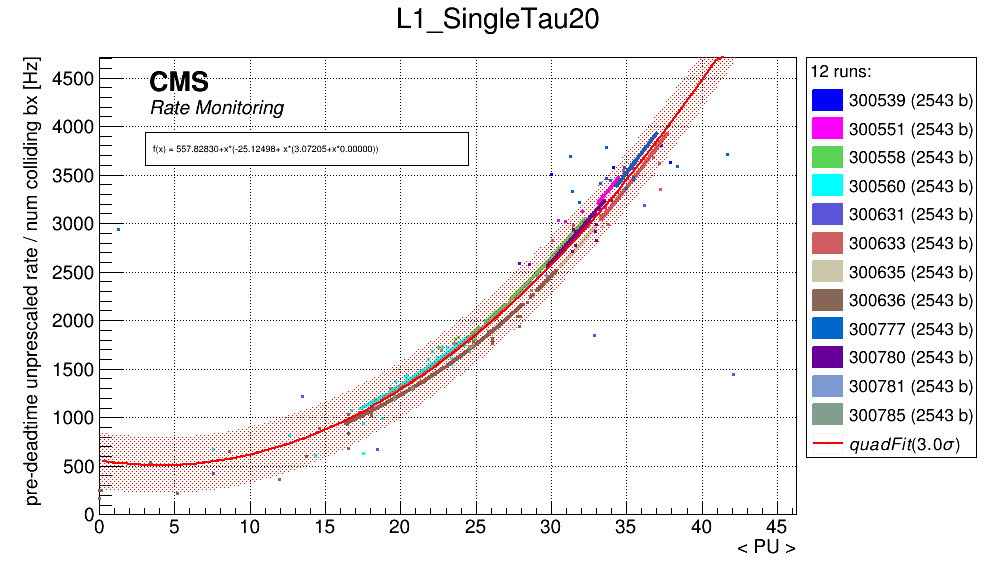 L1_SingleTau20
pre-deadtime unprescaled rate / num colliding bx [Hz]
4500
4000
3500
3000
2500
2000
1500
1000
500
0
CMS
Rate Monitoring
f(x) = 557.82830+x*(-25.12498+ x*(3.07205+x*0.00000))
0 5 10 15 20 25 30 35 40 45
< PU >
12 runs:
300539 (2543 b)
300551 (2543 b)
300558 (2543 b)
300560 (2543 b)
300631 (2543 b)
300633 (2543 b)
300635 (2543 b)
300636 (2543 b)
300777 (2543 b)
300780 (2543 b)
300781 (2543 b)
300785 (2543 b)
quadFit(3.0σ)